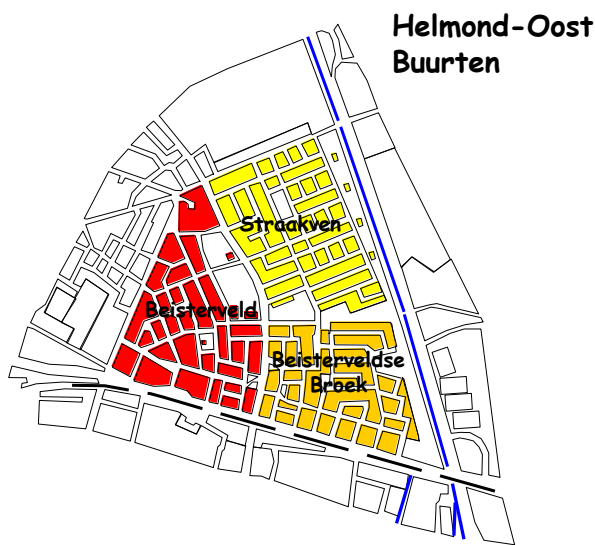 Helmond-Oost
Buurten
Straakven
Beisterveld
Beisterveldse
Broek